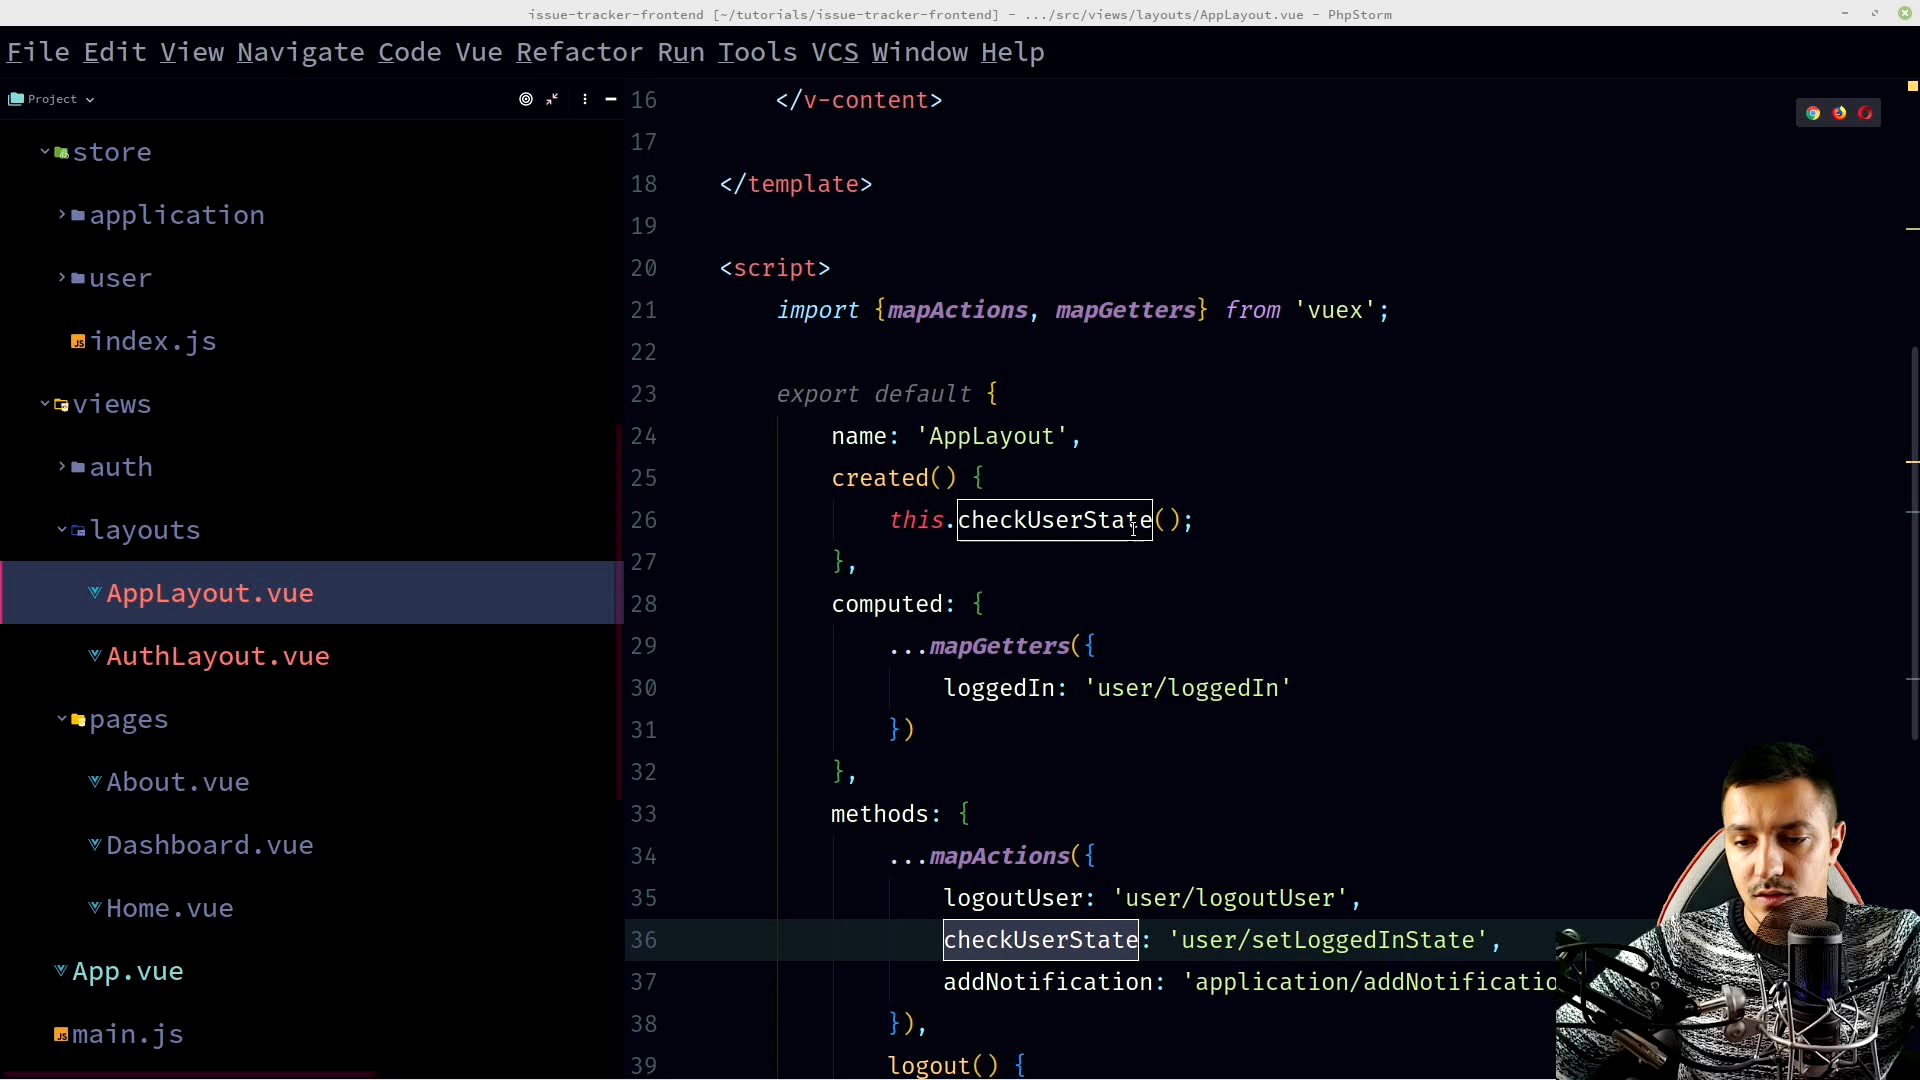 issue-tracker-frontend [~/tutorials/issue-tracker-frontend] – .../src/views/layouts/AppLayout.vue – PhpStorm
File Edit View Navigate Code Vue Refactor Run Tools VCS Window Help
Project
store
application
user
index.js
views
auth
layouts
AppLayout.vue
AuthLayout.vue
pages
About.vue
Dashboard.vue
Home.vue
App.vue
main.js
16 </v-content>
17
18 </template>
19
20 <script>
21 import {mapActions, mapGetters} from 'vuex';
22
23 export default {
24 name: 'AppLayout',
25 created() {
26 this.checkUserState();
27 },
28 computed: {
29 ...mapGetters({
30 loggedIn: 'user/loggedIn'
31 })
32 },
33 methods: {
34 ...mapActions({
35 logoutUser: 'user/logoutUser',
36 checkUserState: 'user/setLoggedInState',
37 addNotification: 'application/addNotificatio
38 }),
39 logout() {